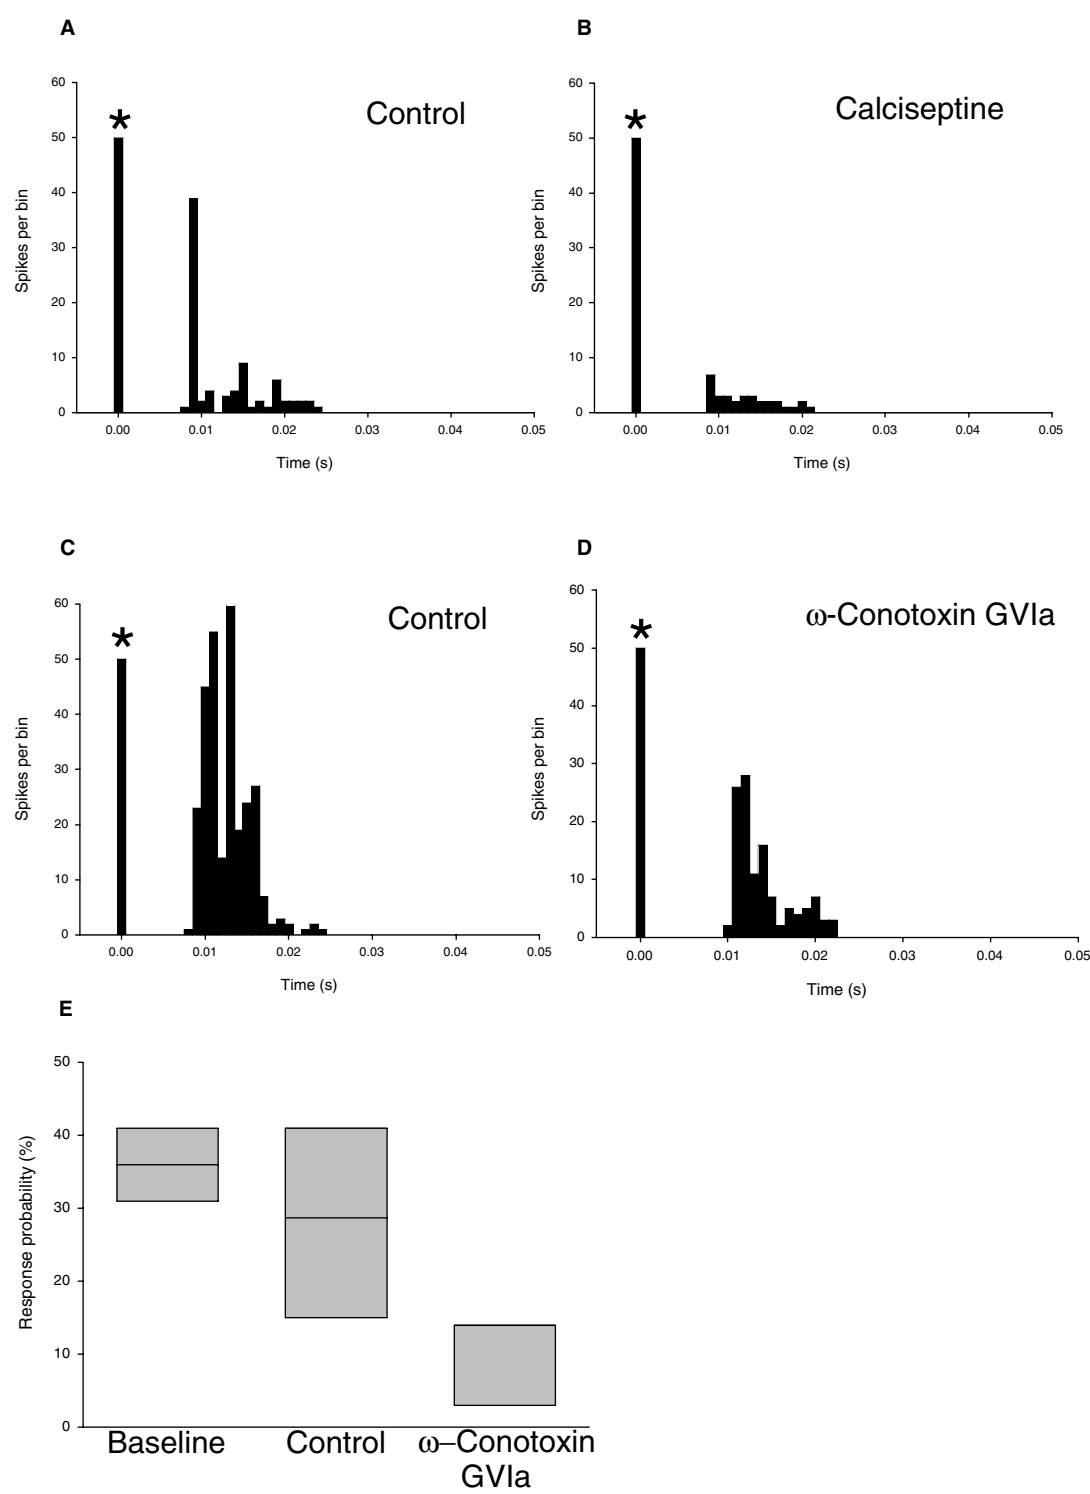 A
B
60
50
40
30
20
10
0
*
Control
Spikes per bin
0.00
0.01
0.02
0.03
0.04
0.05
Time (s)
60
50
40
30
20
10
0
*
Calciseptine
Spikes per bin
0.00
0.01
0.02
0.03
0.04
0.05
Time (s)
C
D
60
50
40
30
20
10
0
*
Control
Spikes per bin
0.00
0.01
0.02
0.03
0.04
0.05
Time (s)
60
50
40
30
20
10
0
*
ω-Conotoxin GVIa
Spikes per bin
0.00
0.01
0.02
0.03
0.04
0.05
Time (s)
E
50
40
30
20
10
0
Response probability (%)
Baseline
Control
ω–Conotoxin
GVIa